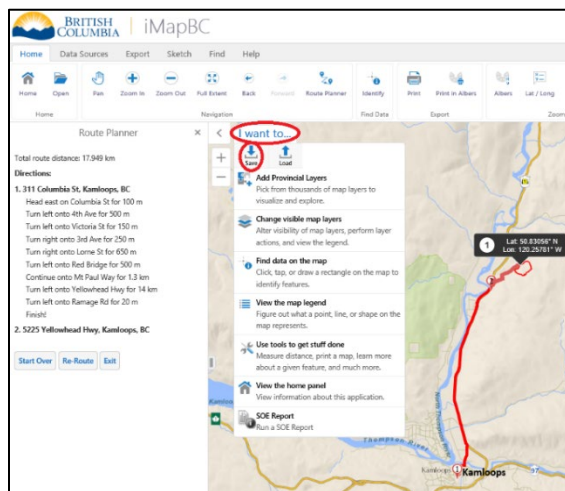 BRITISH
COLUMBIA
iMapBC
Home Data Sources Export Sketch Find Help
Home Open Pan Zoom In Zoom Out Full Extent Back Forward Route Planner Identify Print Print in Albers Albers Lat / Long
Home Navigation Find Data Export Zoom
Route Planner
Total route distance: 17.949 km
Directions:
1. 311 Columbia St, Kamloops, BC
Head east on Columbia St for 100 m
Turn left onto 4th Ave for 500 m
Turn left onto Victoria St for 150 m
Turn right onto 3rd Ave for 250 m
Turn right onto Lorne St for 650 m
Turn left onto Red Bridge for 500 m
Continue onto Mt Paul Way for 1.3 km
Turn left onto Yellowhead Hwy for 14 km
Turn left onto Ramage Rd for 20 m
Finish!
2. 5225 Yellowhead Hwy, Kamloops, BC
Start Over Re-Route Exit
I want to...
Save Load
Add Provincial Layers
Pick from thousands of map layers to
visualize and explore.
Change visible map layers
Alter visibility of map layers, perform layer
actions, and view the legend.
Find data on the map
Click, tap, or draw a rectangle on the map to
identify features.
View the map legend
Figure out what a point, line, or shape on the
map represents.
Use tools to get stuff done
Measure distance, print a map, learn more
about a given feature, and much more.
View the home panel
View information about this application.
SOE Report
Run a SOE Report
1
Lat: 50.83056° N
Lon: 120.25781° W
North Thompson River
Thompson River
Kamloops
Kamloops
1
97